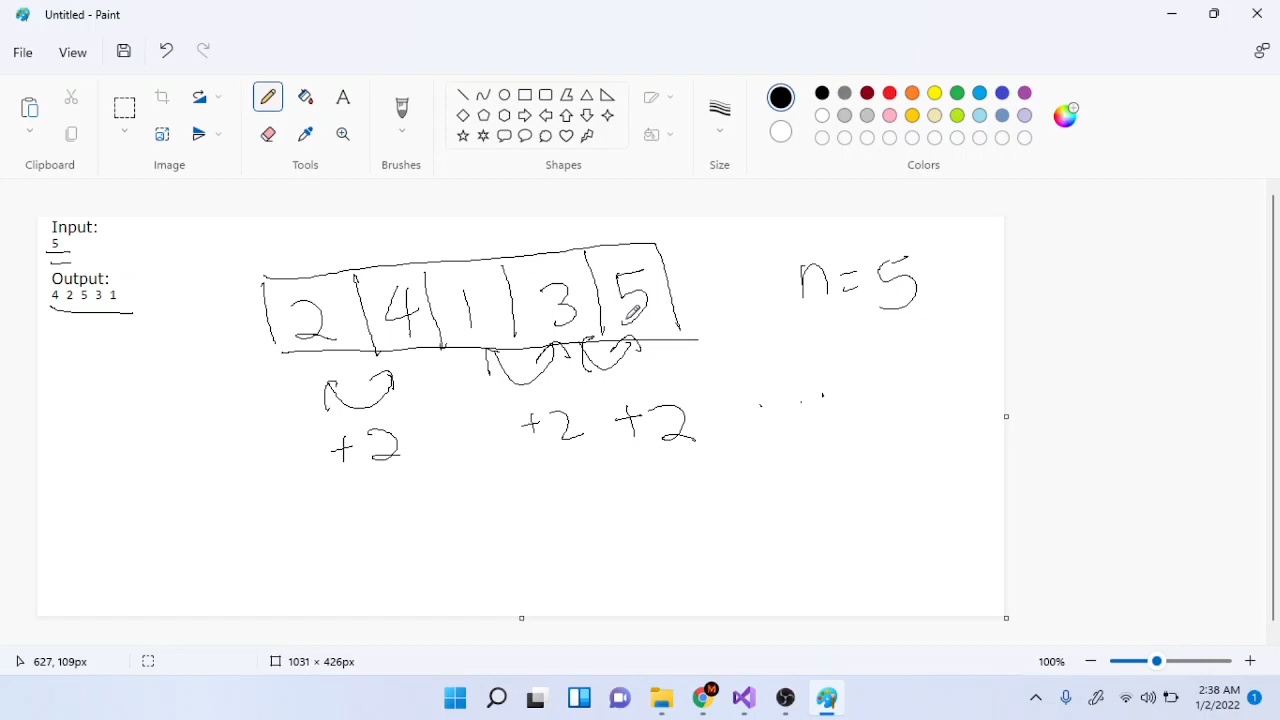 Untitled - Paint
File View
Clipboard Image Tools Brushes Shapes Size Colors
Input:
5
Output:
4 2 5 3 1
2 4 1 3 5
n = 5
+2 +2 +2
...
627, 109px 1031 × 426px 100%
2:38 AM
1/2/2022
1
M
A